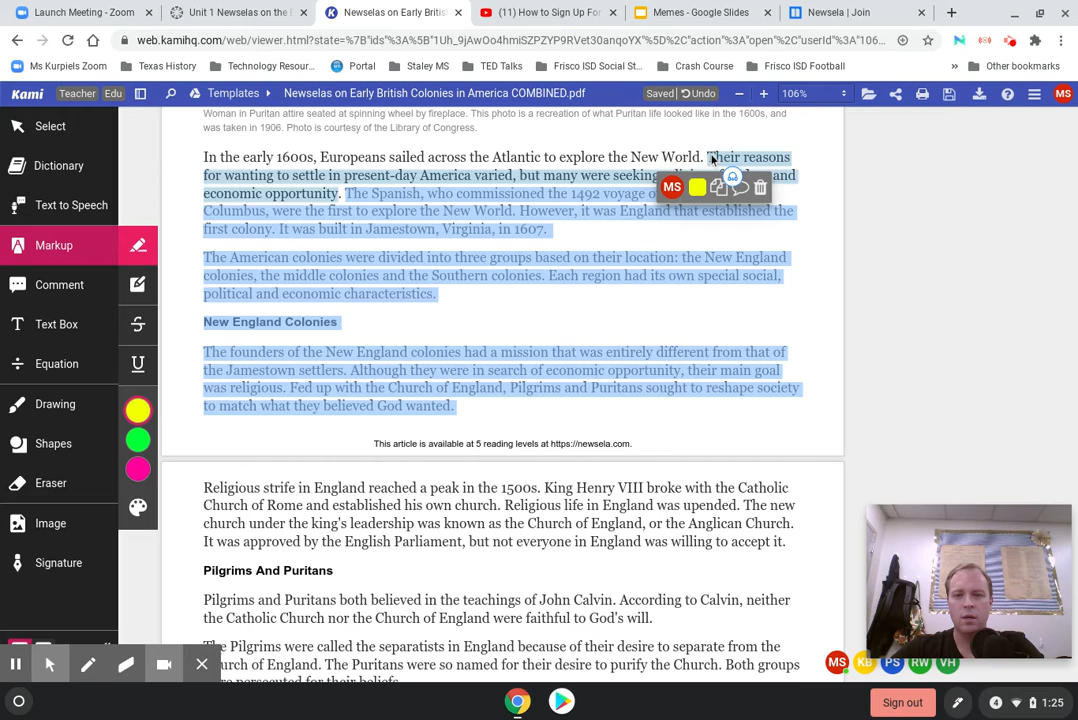 Launch Meeting - Zoom
Unit 1 Newselas on the E
Newselas on Early Britis
(11) How to Sign Up For
Memes - Google Slides
Newsela | Join
web.kamihq.com/web/viewer.html?state=%7B"ids"%3A%5B"1Uh_9jAwOo4hmiSZPZYP9RVet30anqoYX"%5D%2C"action"%3A"open"%2C"userId"%3A"106...
Ms Kurpiels Zoom
Texas History
Technology Resour...
Portal
Staley MS
TED Talks
Frisco ISD Social St...
Crash Course
Frisco ISD Football
»
Other bookmarks
Kami
Teacher
Edu
Templates
Newselas on Early British Colonies in America COMBINED.pdf
Saved
Undo
106%
MS
Select
Dictionary
Text to Speech
Markup
Comment
Text Box
Equation
Drawing
Shapes
Eraser
Image
Signature
Woman in Puritan attire seated at spinning wheel by fireplace. This photo is a recreation of what Puritan life looked like in the 1600s, and
was taken in 1906. Photo is courtesy of the Library of Congress.
In the early 1600s, Europeans sailed across the Atlantic to explore the New World. Their reasons
for wanting to settle in present-day America varied, but many were seeking and
economic opportunity. The Spanish, who commissioned the 1492 voyage
MS
Columbus, were the first to explore the New World. However, it was England that established the
first colony. It was built in Jamestown, Virginia, in 1607.
The American colonies were divided into three groups based on their location: the New England
colonies, the middle colonies and the Southern colonies. Each region had its own special social,
political and economic characteristics.
New England Colonies
The founders of the New England colonies had a mission that was entirely different from that of
the Jamestown settlers. Although they were in search of economic opportunity, their main goal
was religious. Fed up with the Church of England, Pilgrims and Puritans sought to reshape society
to match what they believed God wanted.
This article is available at 5 reading levels at https://newsela.com.
Religious strife in England reached a peak in the 1500s. King Henry VIII broke with the Catholic
Church of Rome and established his own church. Religious life in England was upended. The new
church under the king's leadership was known as the Church of England, or the Anglican Church.
It was approved by the English Parliament, but not everyone in England was willing to accept it.
Pilgrims And Puritans
Pilgrims and Puritans both believed in the teachings of John Calvin. According to Calvin, neither
the Catholic Church nor the Church of England were faithful to God's will.
The Pilgrims were called the separatists in England because of their desire to separate from the
Church of England. The Puritans were so named for their desire to purify the Church. Both groups
were persecuted for their beliefs.
MS
KB
PS
RW
VH
Sign out
4
1:25